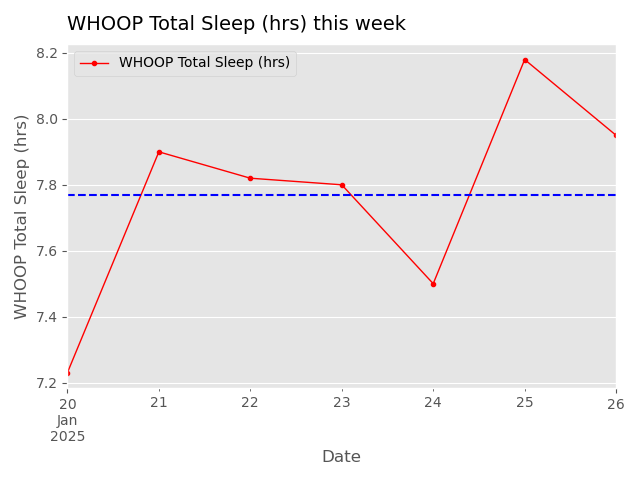 WHOOP Total Sleep (hrs) this week
WHOOP Total Sleep (hrs)
WHOOP Total Sleep (hrs)
8.2
8.0
7.8
7.6
7.4
7.2
20 21 22 23 24 25 26
Jan
2025
Date